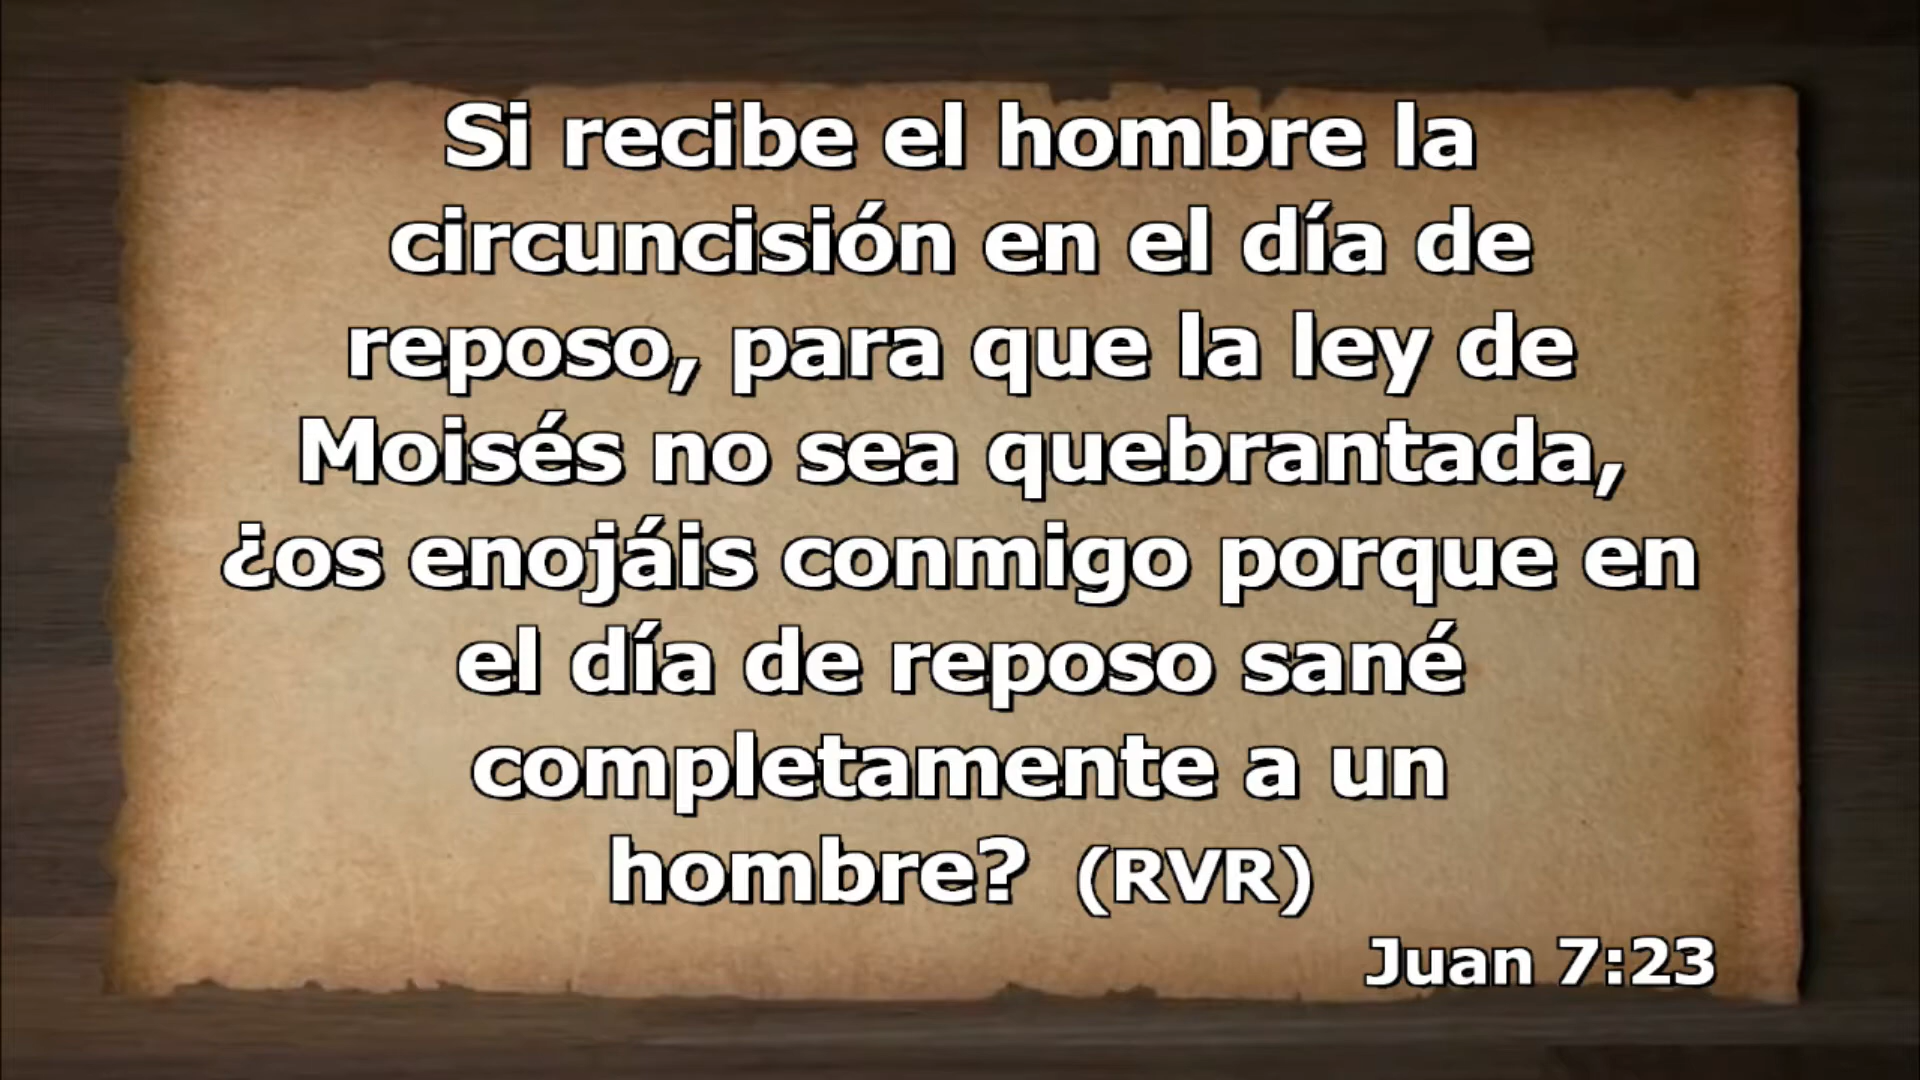 Si recibe el hombre la
circuncisión en el día de
reposo, para que la ley de
Moisés no sea quebrantada,
¿os enojáis conmigo porque en
el día de reposo sané
completamente a un
hombre? (RVR)
Juan 7:23